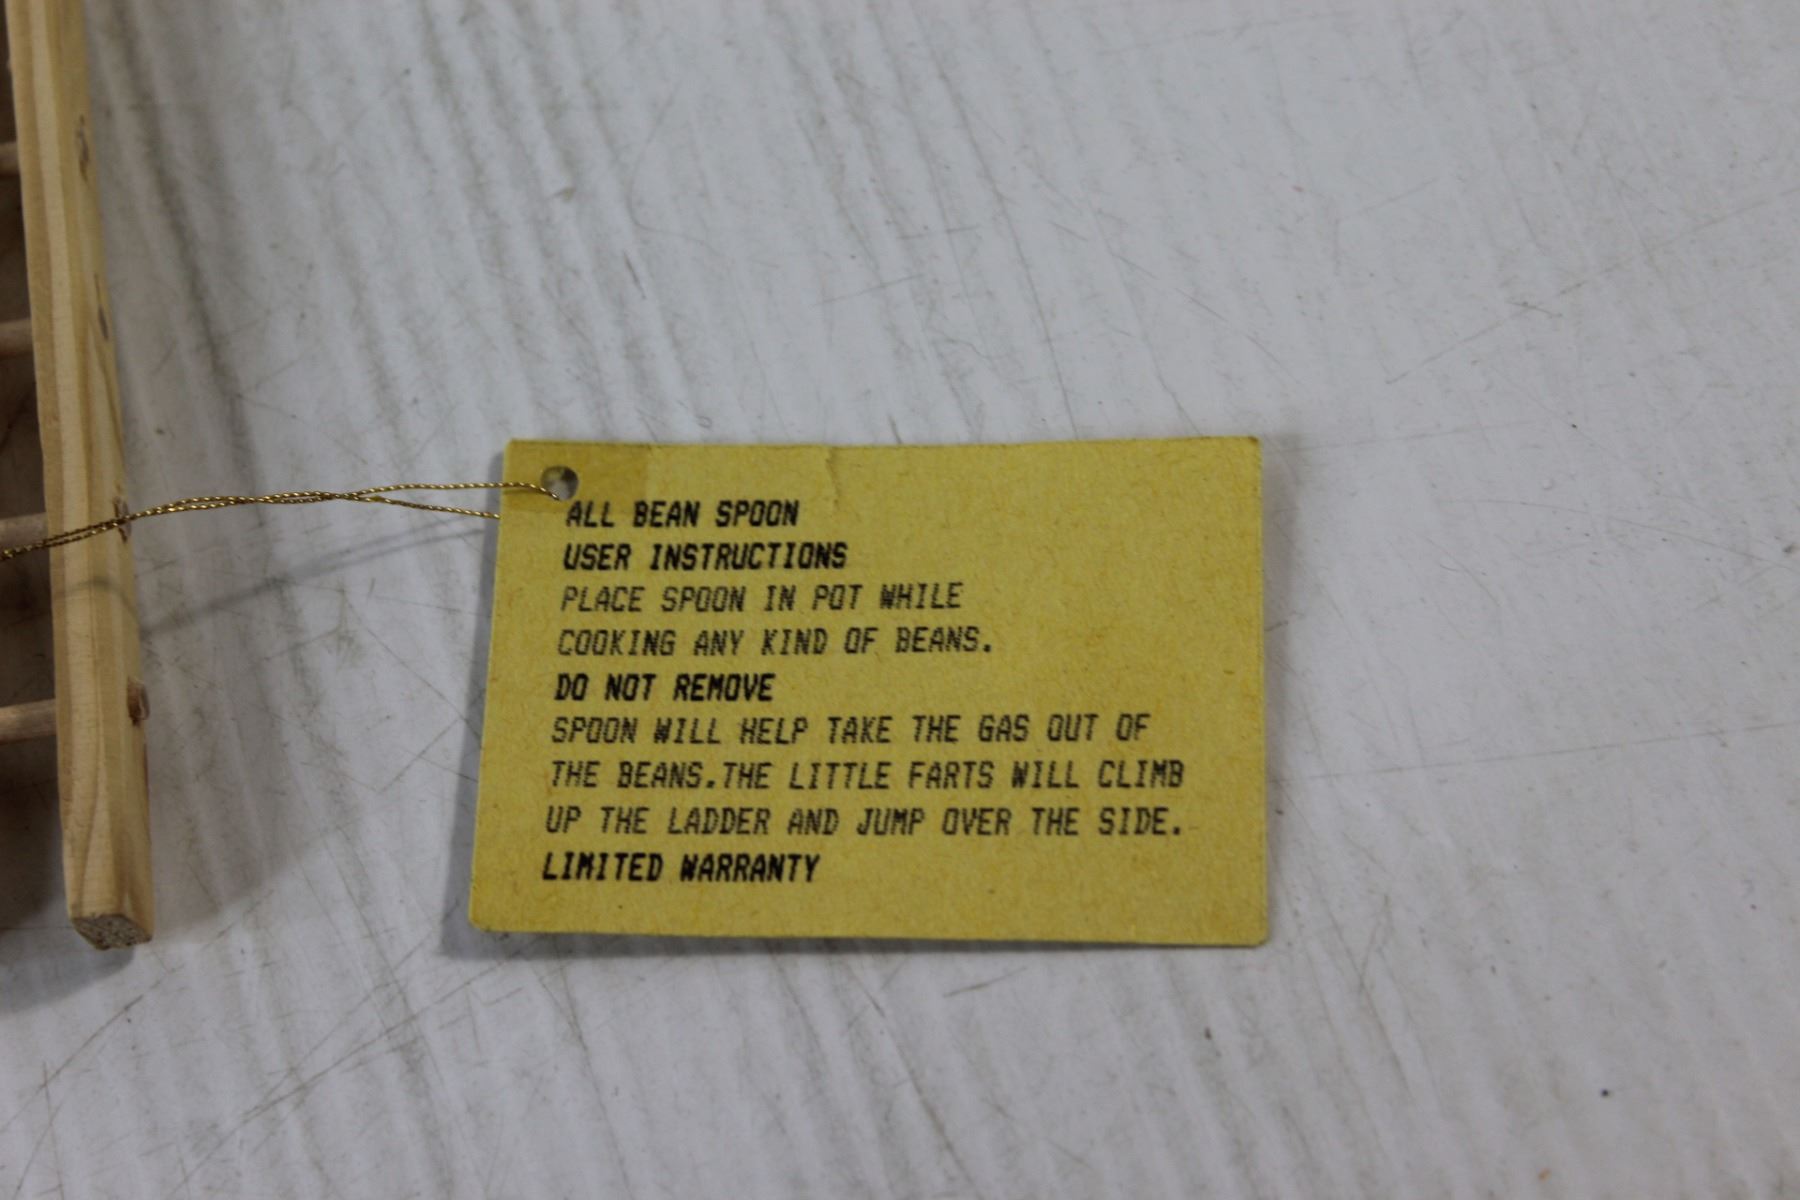 ALL BEAN SPOON
USER INSTRUCTIONS
PLACE SPOON IN POT WHILE
COOKING ANY KIND OF BEANS.
DO NOT REMOVE
SPOON WILL HELP TAKE THE GAS OUT OF
THE BEANS.THE LITTLE FARTS WILL CLIMB
UP THE LADDER AND JUMP OVER THE SIDE.
LIMITED WARRANTY